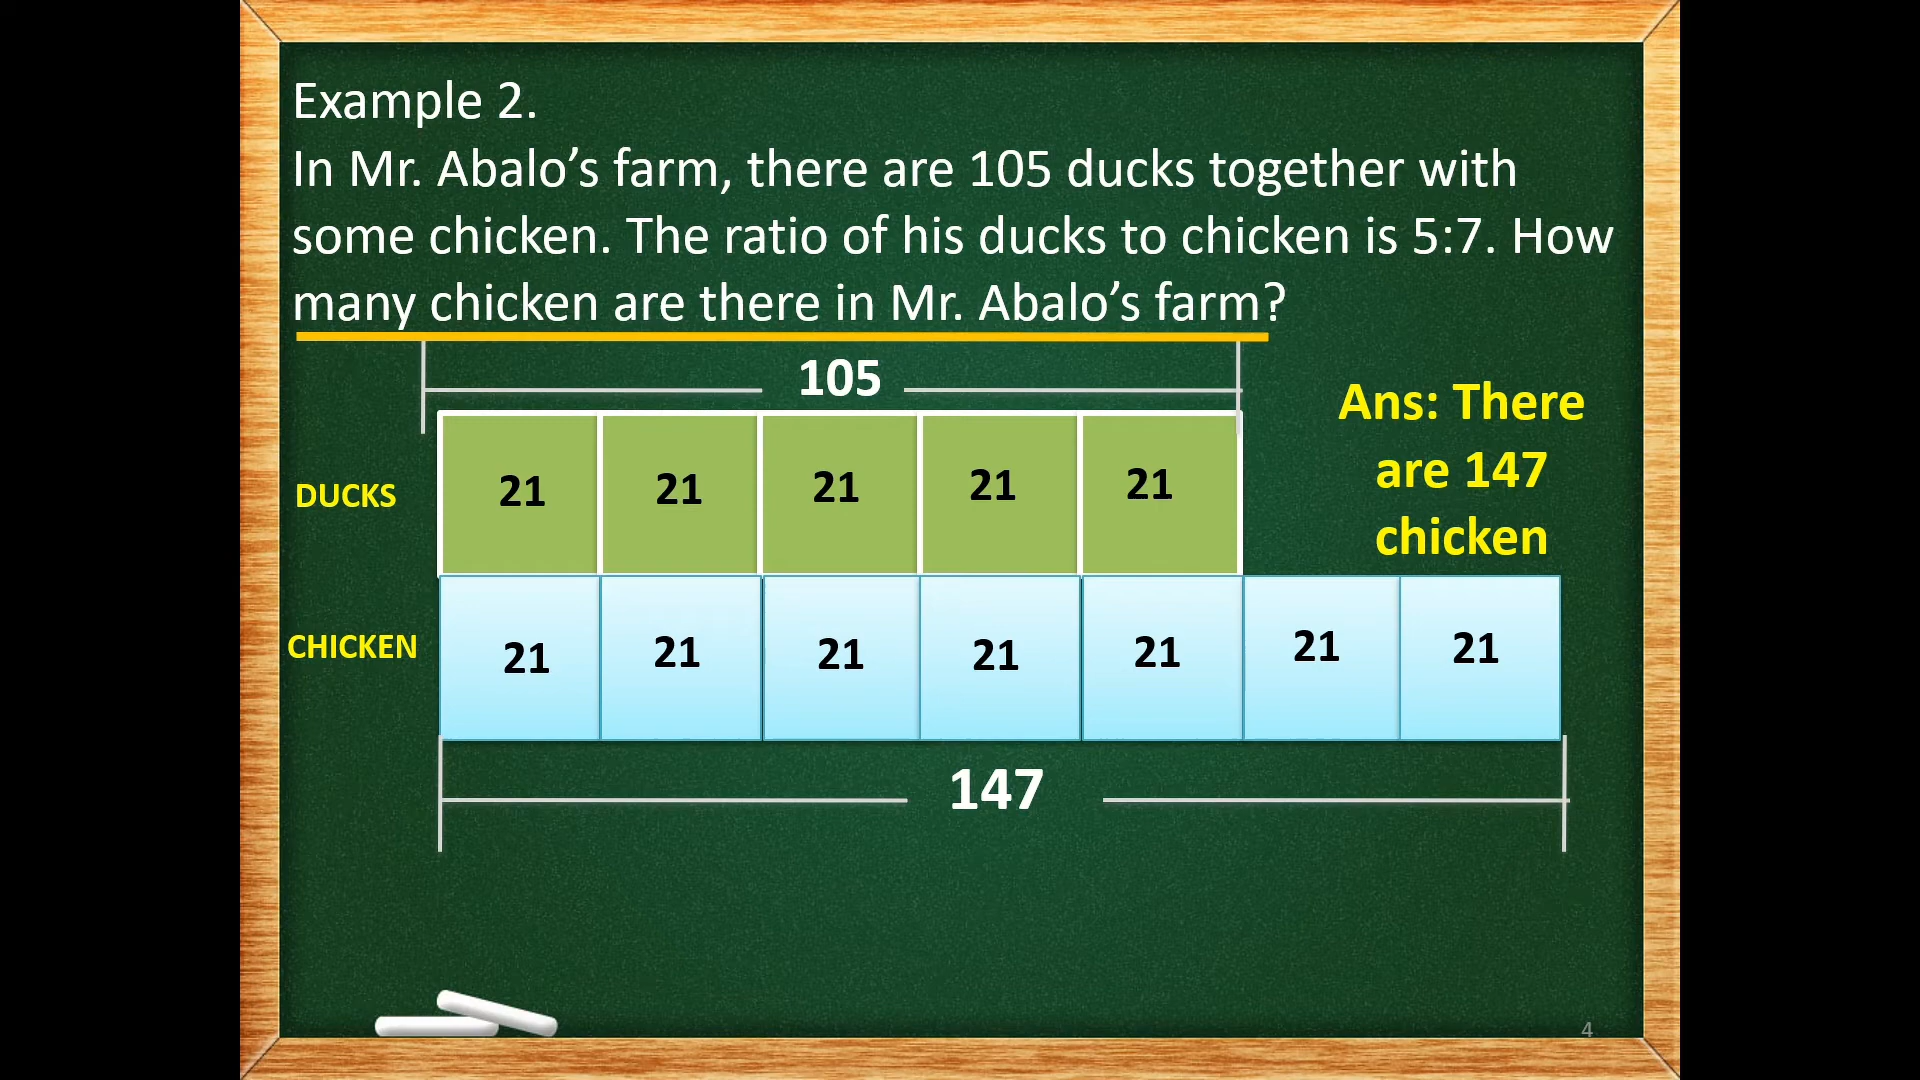 Example 2.
In Mr. Abalo’s farm, there are 105 ducks together with
some chicken. The ratio of his ducks to chicken is 5:7. How
many chicken are there in Mr. Abalo’s farm?
105
Ans: There
are 147
chicken
DUCKS
21 21 21 21 21
CHICKEN
21 21 21 21 21 21 21
147
4